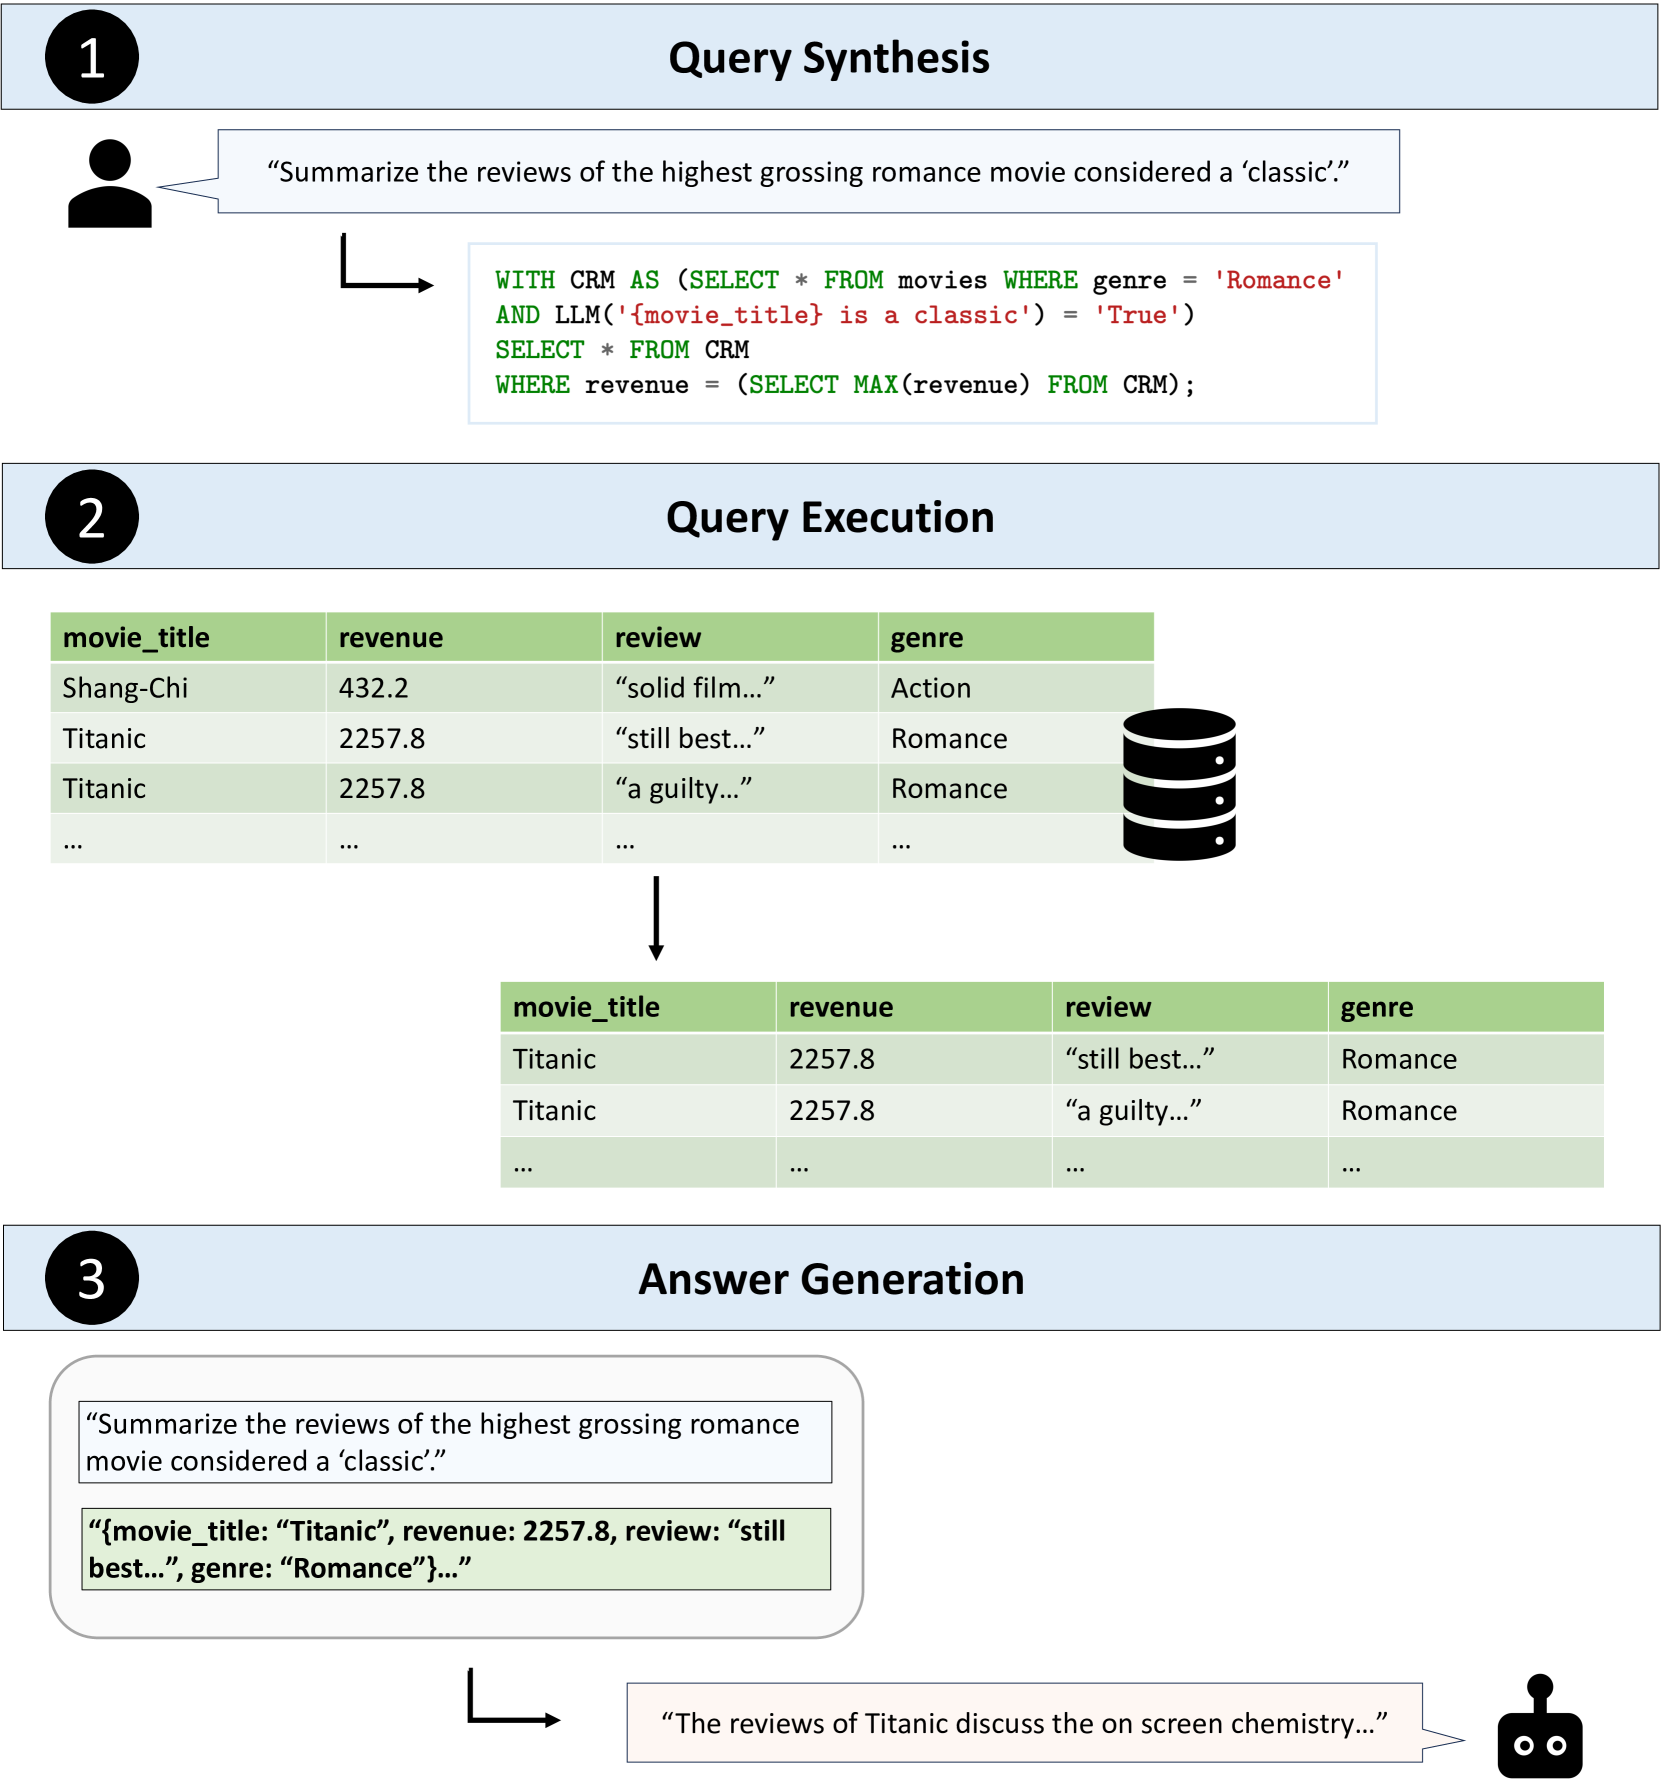 1
Query Synthesis
“Summarize the reviews of the highest grossing romance movie considered a ‘classic’.”
WITH CRM AS (SELECT * FROM movies WHERE genre = 'Romance'
AND LLM('{movie_title} is a classic') = 'True')
SELECT * FROM CRM
WHERE revenue = (SELECT MAX(revenue) FROM CRM);
2
Query Execution
movie_title revenue review genre
Shang-Chi 432.2 “solid film...” Action
Titanic 2257.8 “still best...” Romance
Titanic 2257.8 “a guilty...” Romance
... ... ... ...
movie_title revenue review genre
Titanic 2257.8 “still best...” Romance
Titanic 2257.8 “a guilty...” Romance
... ... ... ...
3
Answer Generation
“Summarize the reviews of the highest grossing romance
movie considered a ‘classic’.”
“{movie_title: “Titanic”, revenue: 2257.8, review: “still
best...”, genre: “Romance”}...”
“The reviews of Titanic discuss the on screen chemistry...”